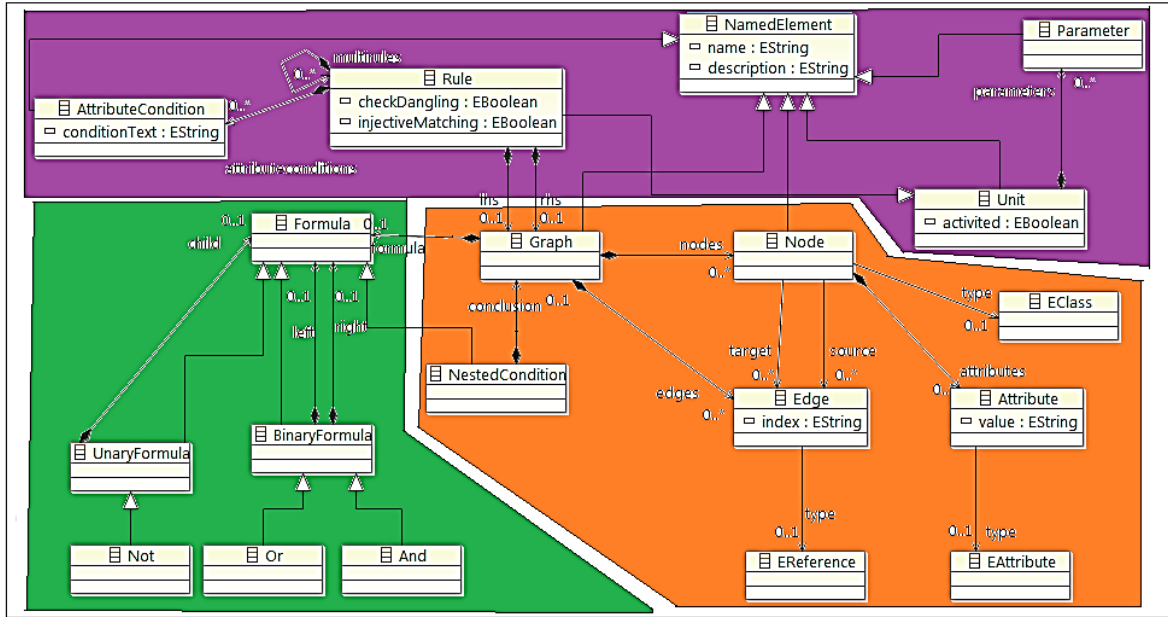 NamedElement
name : EString
description : EString
Parameter
multirules
0..*
Rule
checkDangling : EBoolean
injectiveMatching : EBoolean
AttributeCondition
conditionText : EString
0..*
attributeconditions
parameters
0..*
Unit
activited : EBoolean
lhs
0..1
rhs
0..1
Formula
0..1
child
0..1
formula
Graph
nodes
0..*
Node
type
0..1
EClass
0..1
left
0..1
right
conclusion
0..1
NestedCondition
edges
0..*
target
0..*
source
0..*
attributes
Edge
index : EString
Attribute
value : EString
UnaryFormula
BinaryFormula
Not
Or
And
type
0..1
EReference
0..1
type
EAttribute